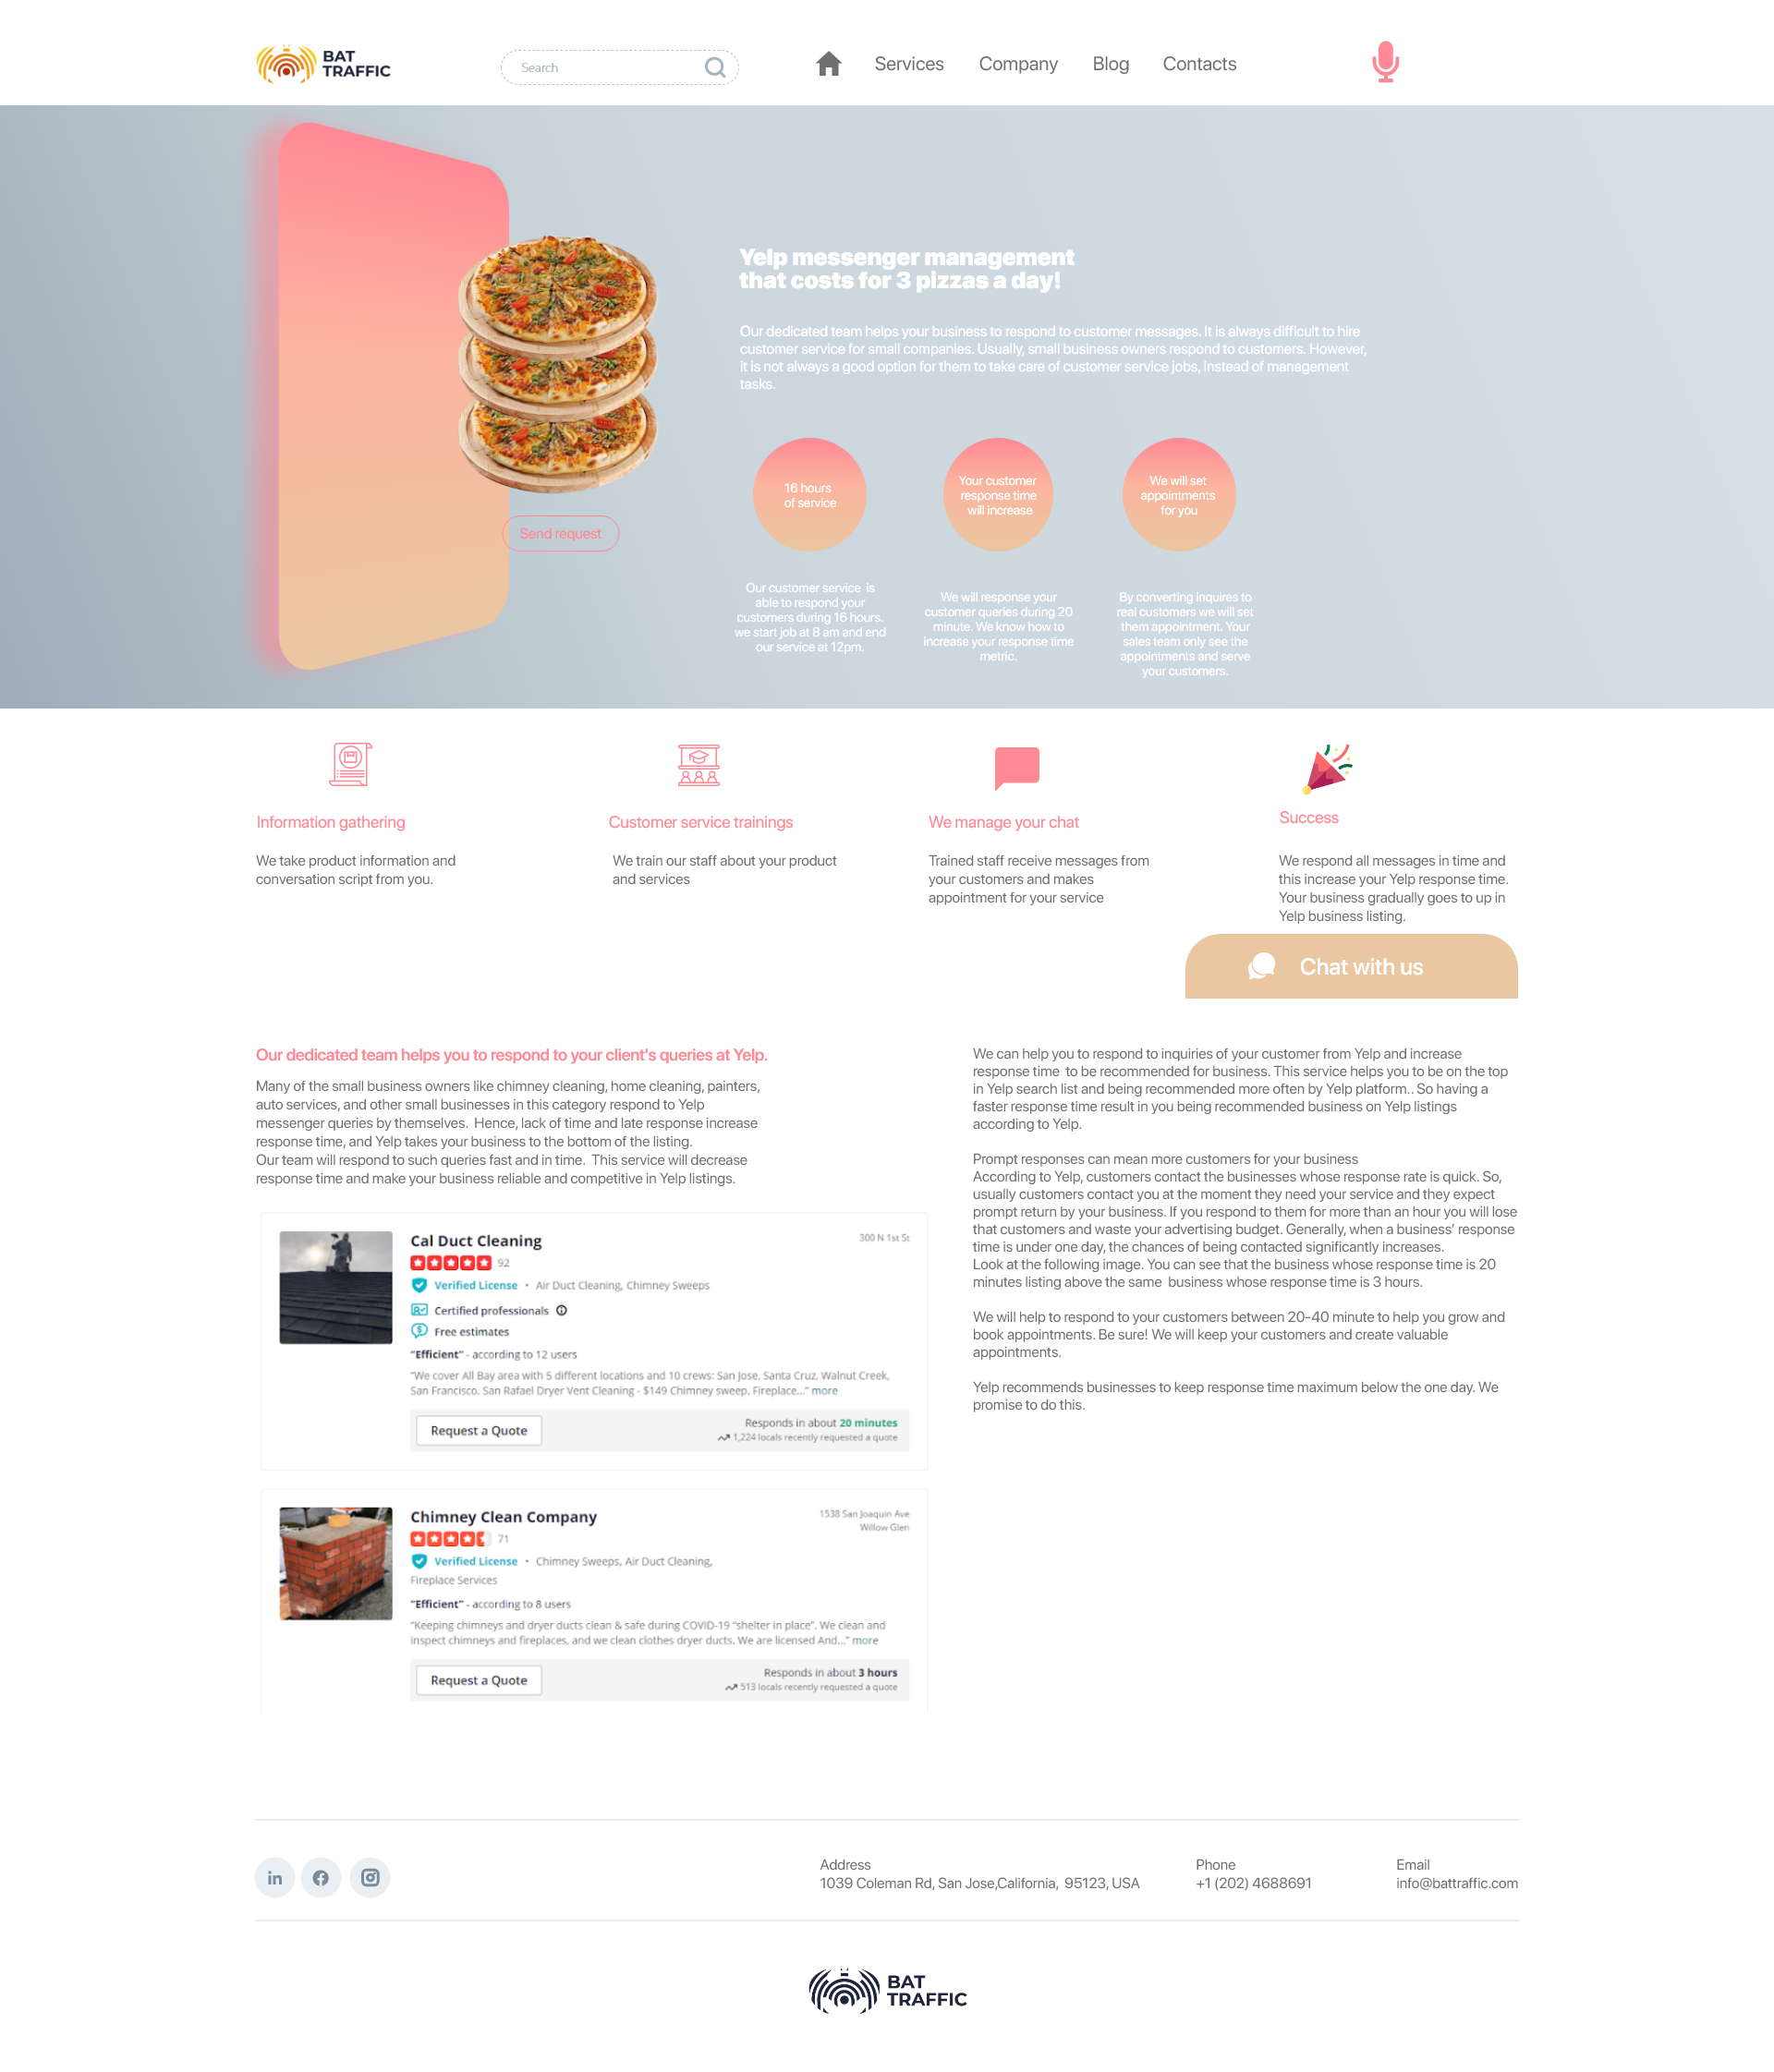 BAT
TRAFFIC
Search
Services
Company
Blog
Contacts
Yelp messenger management
that costs for 3 pizzas a day!
Our dedicated team helps your business to respond to customer messages. It is always difficult to hire
customer service for small companies. Usually, small business owners respond to customers. However,
it is not always a good option for them to take care of customer service jobs, instead of management
tasks.
Send request
16 hours
of service
Your customer
response time
will increase
We will set
appointments
for you
Our customer service is
able to respond your
customers during 16 hours.
we start job at 8 am and end
our service at 12pm.
We will response your
customer queries during 20
minute. We know how to
increase your response time
metric.
By converting inquires to
real customers we will set
them appointment. Your
sales team only see the
appointments and serve
your customers.
Information gathering
We take product information and
conversation script from you.
Customer service trainings
We train our staff about your product
and services
We manage your chat
Trained staff receive messages from
your customers and makes
appointment for your service
Success
We respond all messages in time and
this increase your Yelp response time.
Your business gradually goes to up in
Yelp business listing.
Chat with us
Our dedicated team helps you to respond to your client's queries at Yelp.
Many of the small business owners like chimney cleaning, home cleaning, painters,
auto services, and other small businesses in this category respond to Yelp
messenger queries by themselves. Hence, lack of time and late response increase
response time, and Yelp takes your business to the bottom of the listing.
Our team will respond to such queries fast and in time. This service will decrease
response time and make your business reliable and competitive in Yelp listings.
Cal Duct Cleaning
300 N 1st St
92
Verified License • Air Duct Cleaning, Chimney Sweeps
Certified professionals
Free estimates
"Efficient" - according to 12 users
"We cover All Bay area with 5 different locations and 10 crews: San Jose, Santa Cruz, Walnut Creek,
San Francisco, San Rafael Dryer Vent Cleaning - $149 Chimney sweep, Fireplace..." more
Request a Quote
Responds in about 20 minutes
1,224 locals recently requested a quote
Chimney Clean Company
1538 San Joaquin Ave
Willow Glen
71
Verified License • Chimney Sweeps, Air Duct Cleaning,
Fireplace Services
"Efficient" - according to 8 users
"Keeping chimneys and dryer ducts clean & safe during COVID-19 "shelter in place". We clean and
inspect chimneys and fireplaces, and we clean clothes dryer ducts. We are licensed And..." more
Request a Quote
Responds in about 3 hours
513 locals recently requested a quote
We can help you to respond to inquiries of your customer from Yelp and increase
response time to be recommended for business. This service helps you to be on the top
in Yelp search list and being recommended more often by Yelp platform.. So having a
faster response time result in you being recommended business on Yelp listings
according to Yelp.
Prompt responses can mean more customers for your business
According to Yelp, customers contact the businesses whose response rate is quick. So,
usually customers contact you at the moment they need your service and they expect
prompt return by your business. If you respond to them for more than an hour you will lose
that customers and waste your advertising budget. Generally, when a business' response
time is under one day, the chances of being contacted significantly increases.
Look at the following image. You can see that the business whose response time is 20
minutes listing above the same business whose response time is 3 hours.
We will help to respond to your customers between 20-40 minute to help you grow and
book appointments. Be sure! We will keep your customers and create valuable
appointments.
Yelp recommends businesses to keep response time maximum below the one day. We
promise to do this.
in
Address
1039 Coleman Rd, San Jose,California, 95123, USA
Phone
+1 (202) 4688691
Email
info@battraffic.com
BAT
TRAFFIC